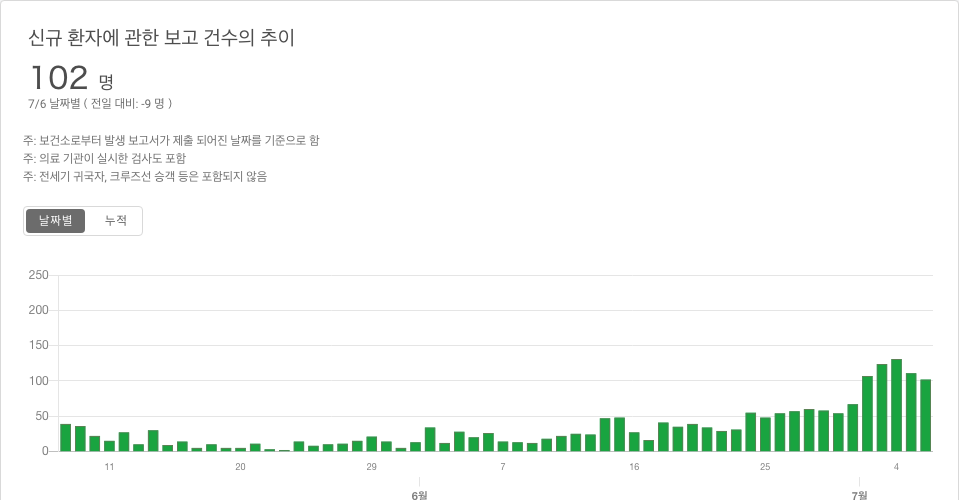 신규 환자에 관한 보고 건수의 추이
102 명
7/6 날짜별 ( 전일 대비: -9 명 )
주: 보건소로부터 발생 보고서가 제출 되어진 날짜를 기준으로 함
주: 의료 기관이 실시한 검사도 포함
주: 전세기 귀국자, 크루즈선 승객 등은 포함되지 않음
날짜별 누적
250
200
150
100
50
0
11 20 29 7 16 25 4
6월 7월